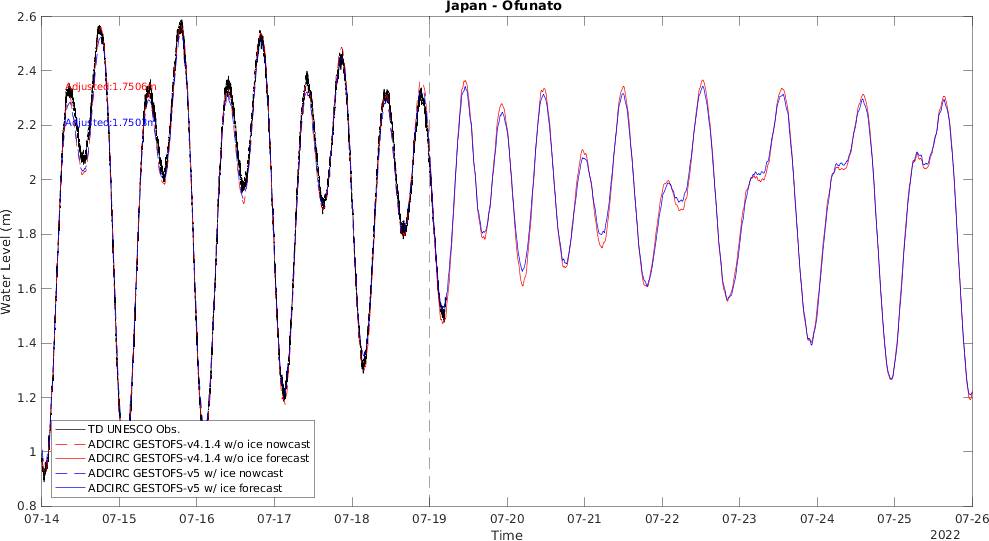 Japan - Ofunato
2.6
2.4
2.2
2
1.8
1.6
1.4
1.2
1
0.8
Water Level (m)
Adjusted:1.7506m
Adjusted:1.7503m
TD UNESCO Obs.
ADCIRC GESTOFS-v4.1.4 w/o ice nowcast
ADCIRC GESTOFS-v4.1.4 w/o ice forecast
ADCIRC GESTOFS-v5 w/ ice nowcast
ADCIRC GESTOFS-v5 w/ ice forecast
07-14 07-15 07-16 07-17 07-18 07-19 07-20 07-21 07-22 07-23 07-24 07-25 07-26
Time
2022